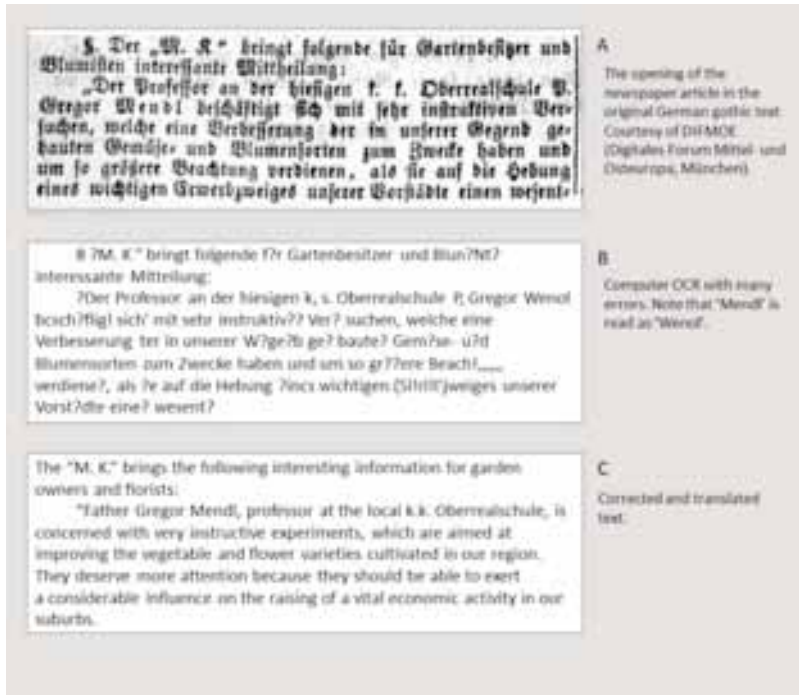 §. Der „M. K“ bringt folgende für Gartenbesitzer und
Blumisten interessante Mittheilung:
„Der Professor an der hiesigen k. k. Oberrealschule P.
Gregor Mendl beschäftigt sich mit sehr instruktiven Ver-
suchen, welche eine Verbesserung der in unserer Gegend ge-
bauten Gemüse- und Blumensorten zum Zwecke haben und
um so größere Beachtung verdienen, als sie auf die Hebung
eines wichtigen Erwerbzweiges unserer Vorstädte einen wesent-
A
The opening of the
newspaper article in the
original German gothic text
Courtesy of DIFMOE
(Digitales Forum Mittel- und
Osteuropa, München)
8 ?M. K." bringt folgende f?r Gartenbesitzer und Blun?Nt?
interessante Mitteilung:
?Der Professor an der hiesigen k, s. Oberrealschule P, Gregor Wenol
bcsch?fligl sich' mit sehr instruktiv?? Ver? suchen, welche eine
Verbesserung ter in unserer W?ge?b ge? baute? Gem?se- u?d
Blumensorten zum Zwecke haben und um so gr??ere Beach!,,,,
verdiene?, als ?e auf die Hebung ?incs wichtigen jweiges unserer
Vorst?dte eine? wesent?
B
Computer OCR with many
errors. Note that 'Mendl' is
read as 'Wenol'.
The "M. K." brings the following interesting information for garden
owners and florists:
"Father Gregor Mendl, professor at the local k.k. Oberrealschule, is
concerned with very instructive experiments, which are aimed at
improving the vegetable and flower varieties cultivated in our region.
They deserve more attention because they should be able to exert
a considerable influence on the raising of a vital economic activity in our
suburbs.
C
Corrected and translated
text.